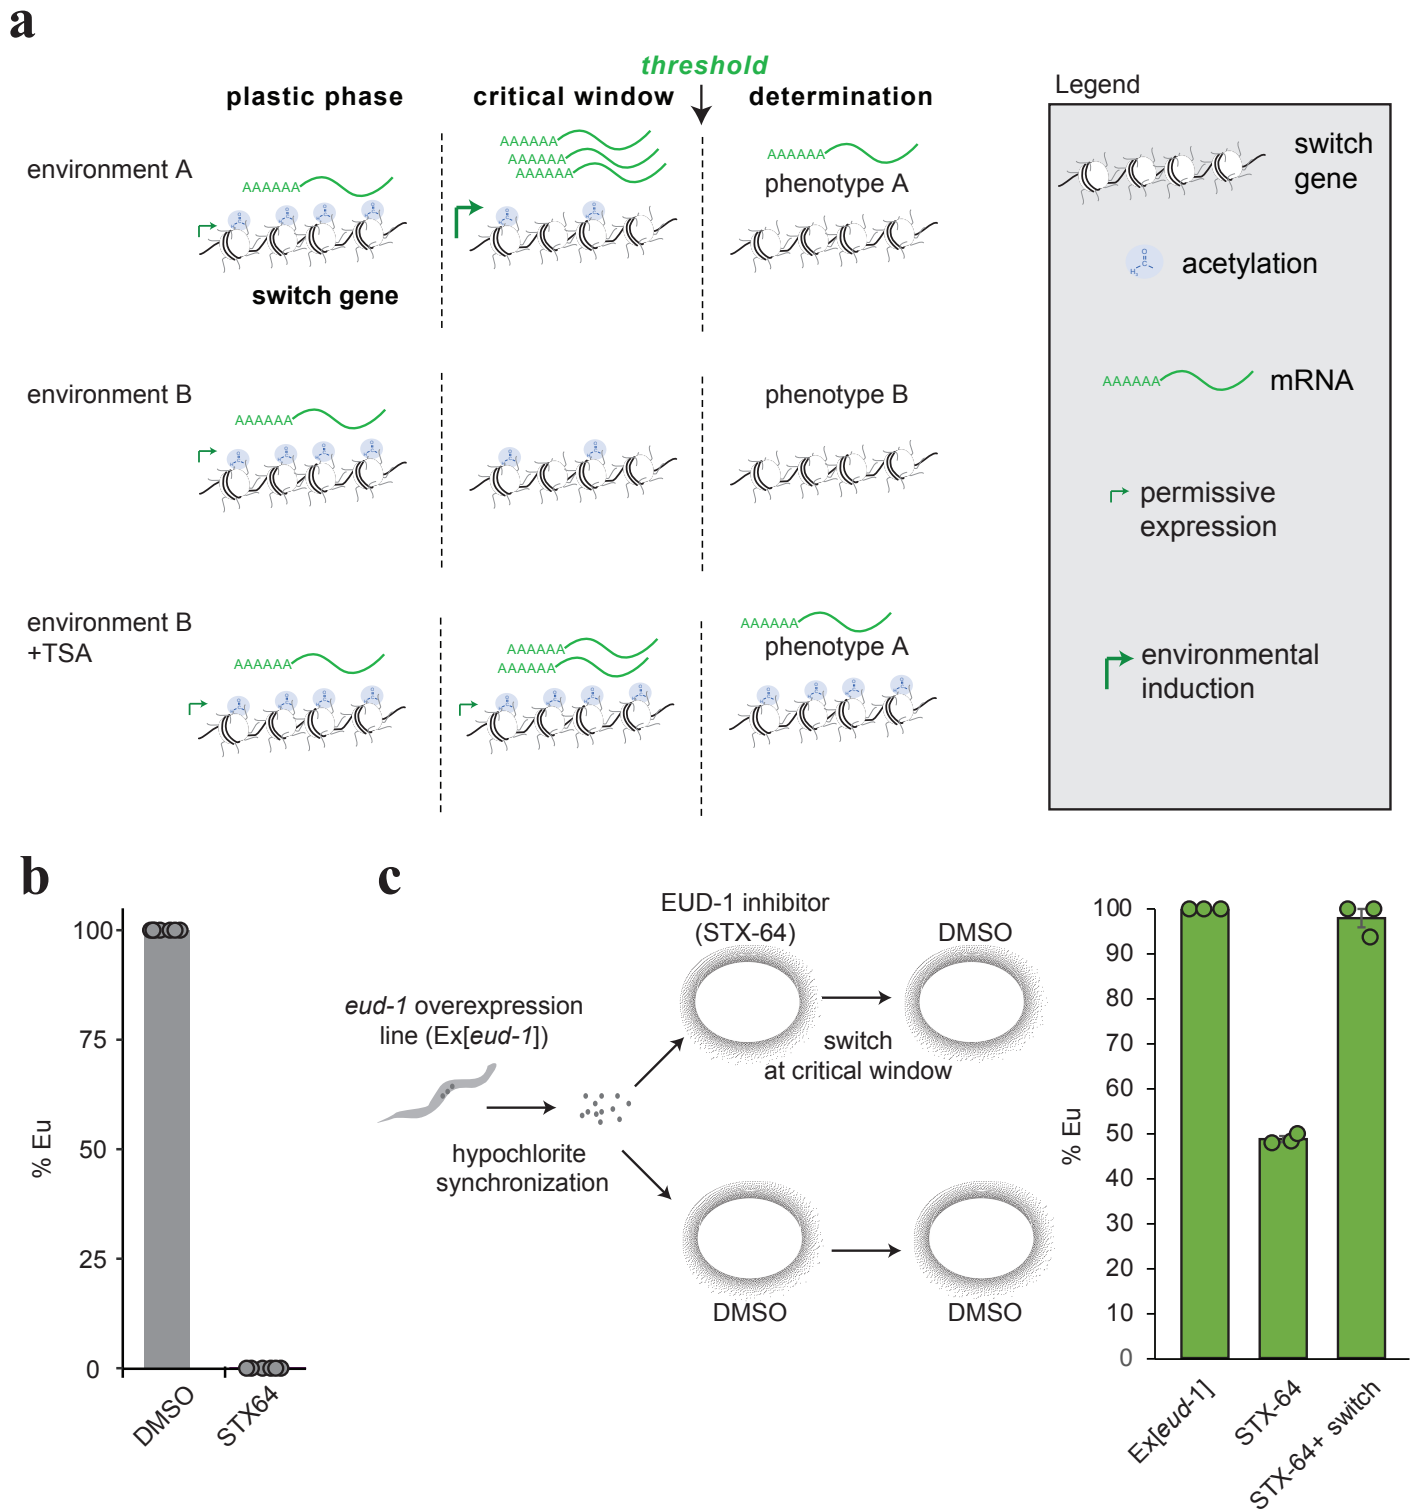 a
threshold
plastic phase
critical window
determination
environment A
AAAAAA
AAAAAA
AAAAAA
AAAAAA
AAAAAA
phenotype A
switch gene
environment B
AAAAAA
phenotype B
environment B
+TSA
AAAAAA
AAAAAA
AAAAAA
AAAAAA
phenotype A
Legend
switch
gene
acetylation
AAAAAA
mRNA
permissive
expression
environmental
induction
b
100
75
50
25
0
% Eu
DMSO
STX64
c
eud-1 overexpression
line (Ex[eud-1])
hypochlorite
synchronization
EUD-1 inhibitor
(STX-64)
DMSO
switch
at critical window
DMSO
DMSO
100
90
80
70
60
50
40
30
20
10
0
% Eu
Ex[eud-1]
STX-64
STX-64+ switch